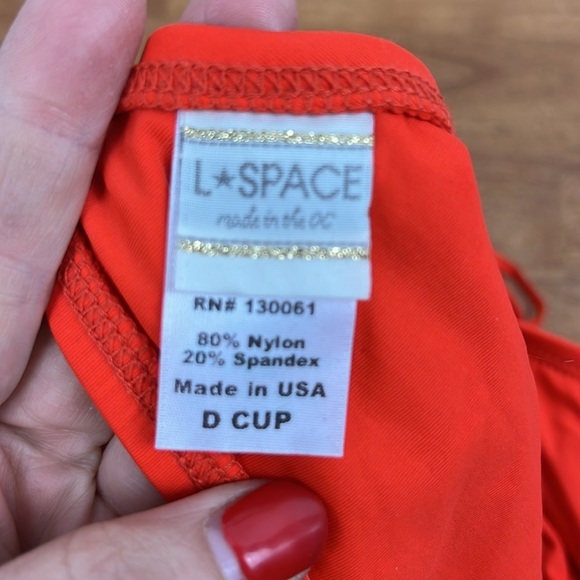 L★SPACE
made in the OC
RN# 130061
80% Nylon
20% Spandex
Made in USA
D CUP